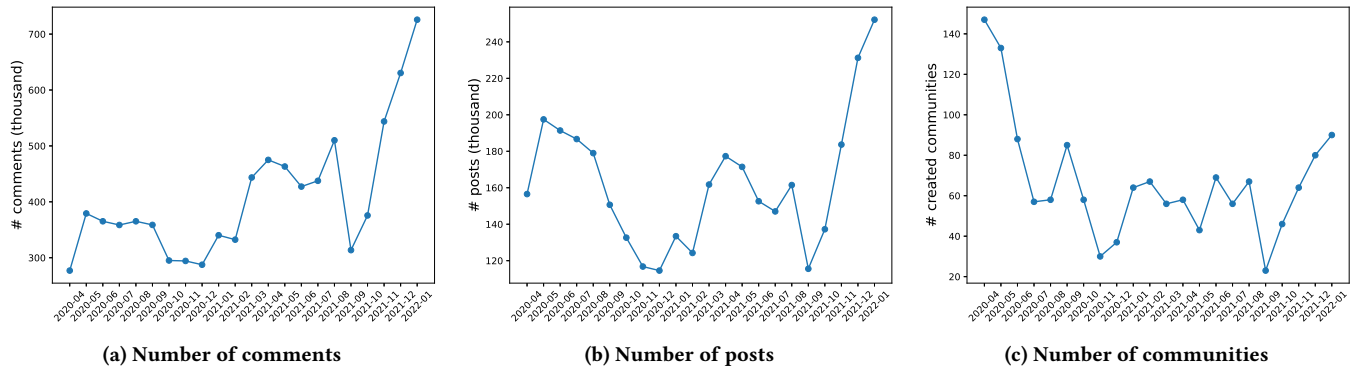 # comments (thousand)
700
600
500
400
300
2020-04 2020-05 2020-06 2020-07 2020-08 2020-09 2020-10 2020-11 2020-12 2021-01 2021-02 2021-03 2021-04 2021-05 2021-06 2021-07 2021-08 2021-09 2021-10 2021-11 2021-12 2022-01
(a) Number of comments
# posts (thousand)
240
220
200
180
160
140
120
2020-04 2020-05 2020-06 2020-07 2020-08 2020-09 2020-10 2020-11 2020-12 2021-01 2021-02 2021-03 2021-04 2021-05 2021-06 2021-07 2021-08 2021-09 2021-10 2021-11 2021-12 2022-01
(b) Number of posts
# created communities
140
120
100
80
60
40
20
2020-04 2020-05 2020-06 2020-07 2020-08 2020-09 2020-10 2020-11 2020-12 2021-01 2021-02 2021-03 2021-04 2021-05 2021-06 2021-07 2021-08 2021-09 2021-10 2021-11 2021-12 2022-01
(c) Number of communities